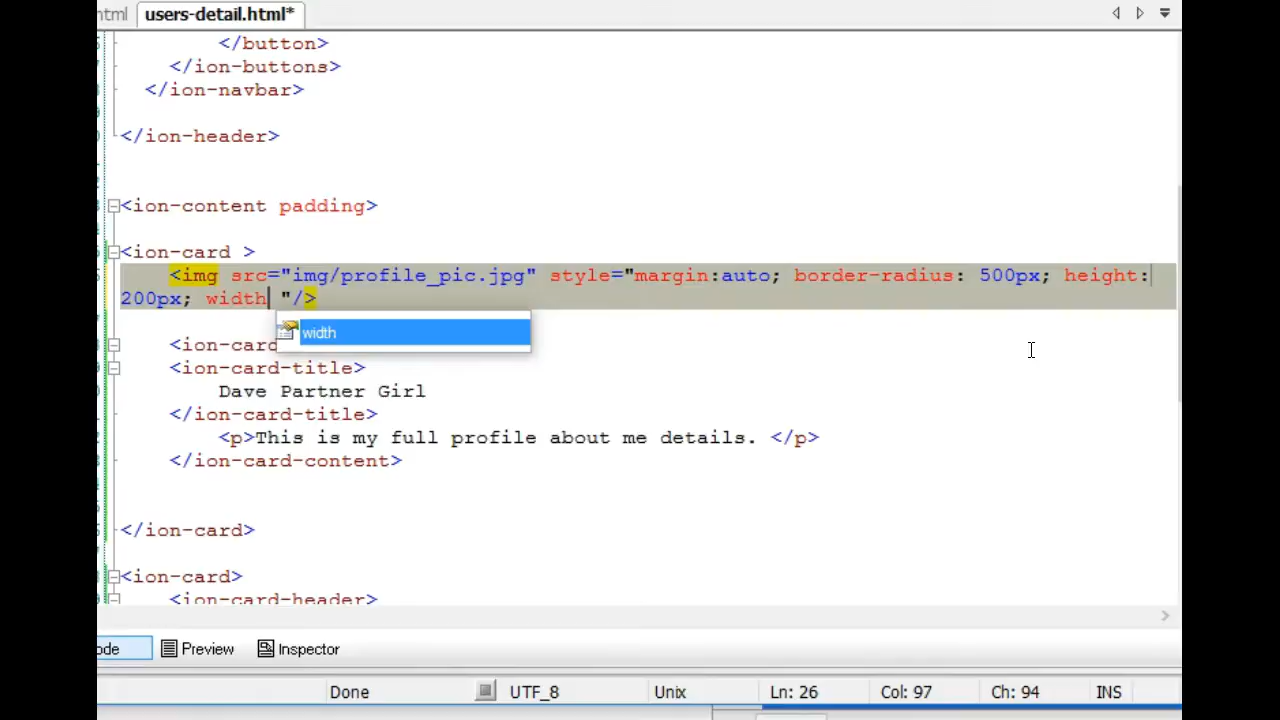 html users-detail.html*
</button>
</ion-buttons>
</ion-navbar>
</ion-header>
<ion-content padding>
<ion-card >
<img src="img/profile_pic.jpg" style="margin:auto; border-radius: 500px; height:
200px; width "/>
width
<ion-card
<ion-card-title>
Dave Partner Girl
</ion-card-title>
<p>This is my full profile about me details. </p>
</ion-card-content>
</ion-card>
<ion-card>
<ion-card-header>
ode Preview Inspector
Done UTF_8 Unix Ln: 26 Col: 97 Ch: 94 INS